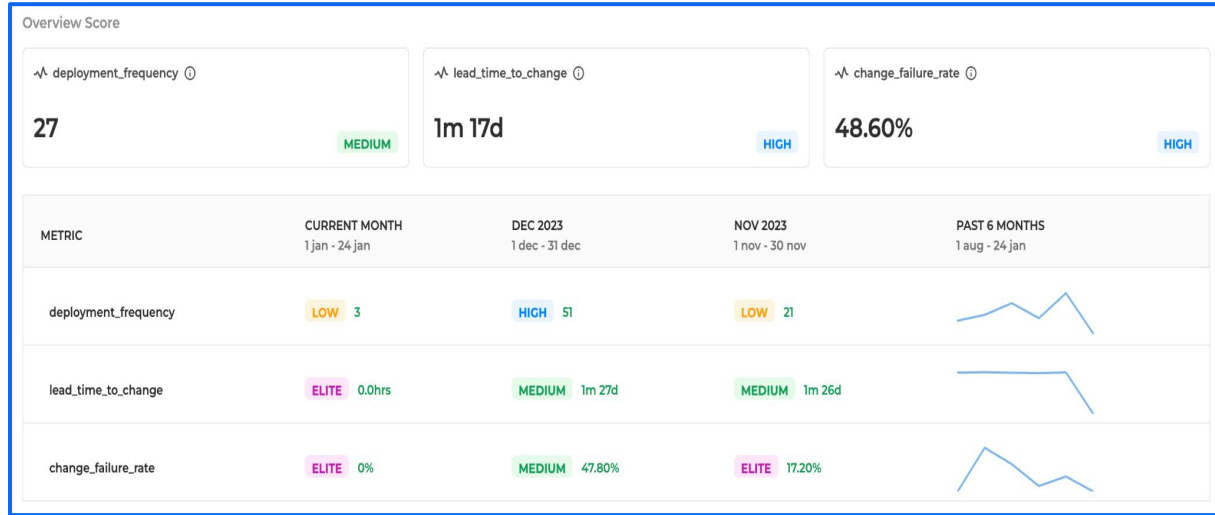 Overview Score
deployment_frequency
lead_time_to_change
change_failure_rate
27
MEDIUM
1m 17d
HIGH
48.60%
HIGH
METRIC
CURRENT MONTH
1 jan - 24 jan
DEC 2023
1 dec - 31 dec
NOV 2023
1 nov - 30 nov
PAST 6 MONTHS
1 aug - 24 jan
deployment_frequency LOW 3 HIGH 51 LOW 21
lead_time_to_change ELITE 0.0hrs MEDIUM 1m 27d MEDIUM 1m 26d
change_failure_rate ELITE 0% MEDIUM 47.80% ELITE 17.20%